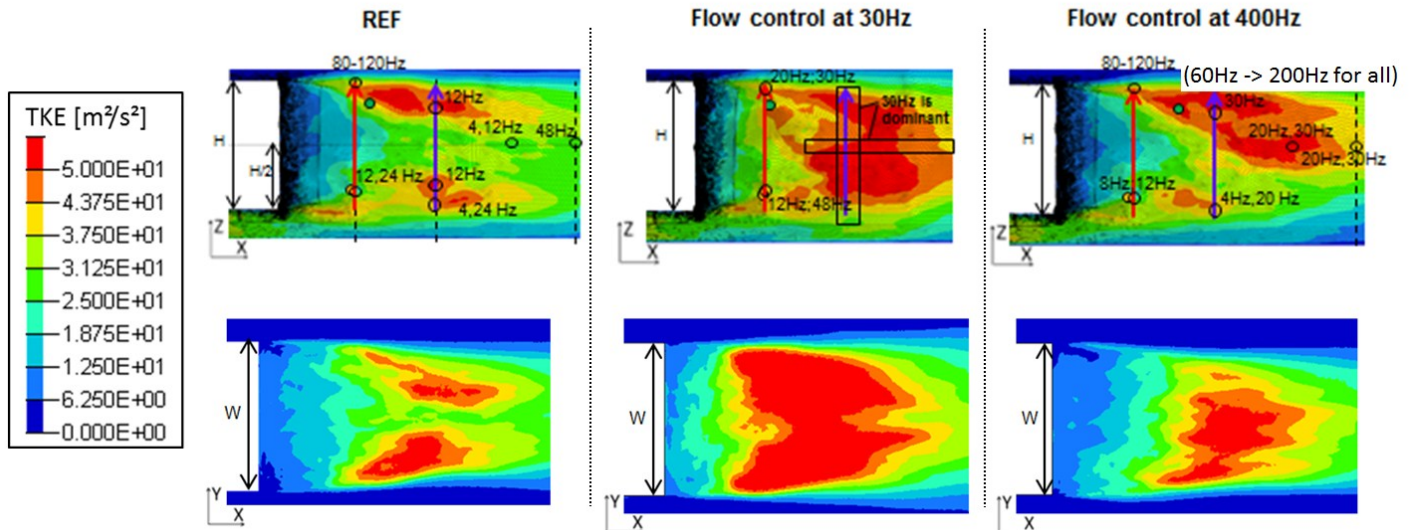 REF
Flow control at 30Hz
Flow control at 400Hz
TKE [m²/s²]
5.000E+01
4.375E+01
3.750E+01
3.125E+01
2.500E+01
1.875E+01
1.250E+01
6.250E+00
0.000E+00
80-120Hz
12Hz
4,12Hz
48Hz
H
H/2
12,24 Hz
12Hz
4,24 Hz
Z
X
20Hz;30Hz
30Hz is
dominant
H
12Hz;48Hz
Z
X
80-120Hz
(60Hz -> 200Hz for all)
30Hz
20Hz,30Hz
20Hz,30Hz
H
8Hz,12Hz
4Hz,20 Hz
Z
X
W
Y
X
W
Y
X
W
Y
X